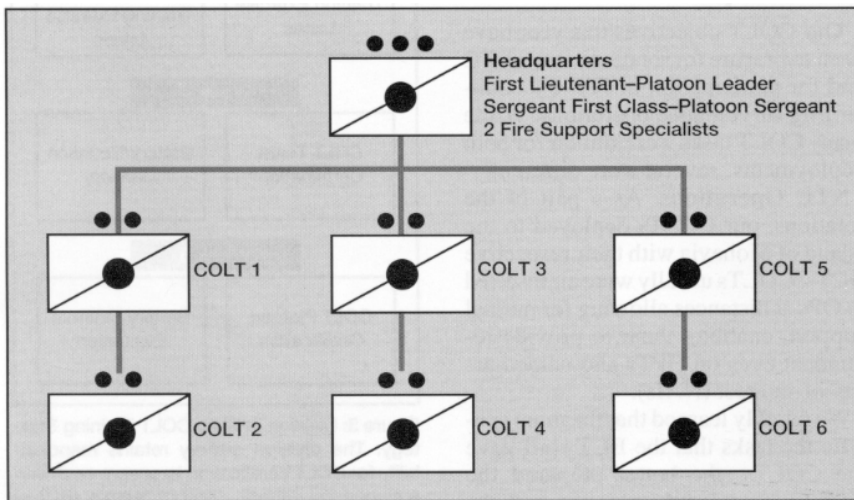 Headquarters
First Lieutenant–Platoon Leader
Sergeant First Class–Platoon Sergeant
2 Fire Support Specialists
COLT 1
COLT 3
COLT 5
COLT 2
COLT 4
COLT 6